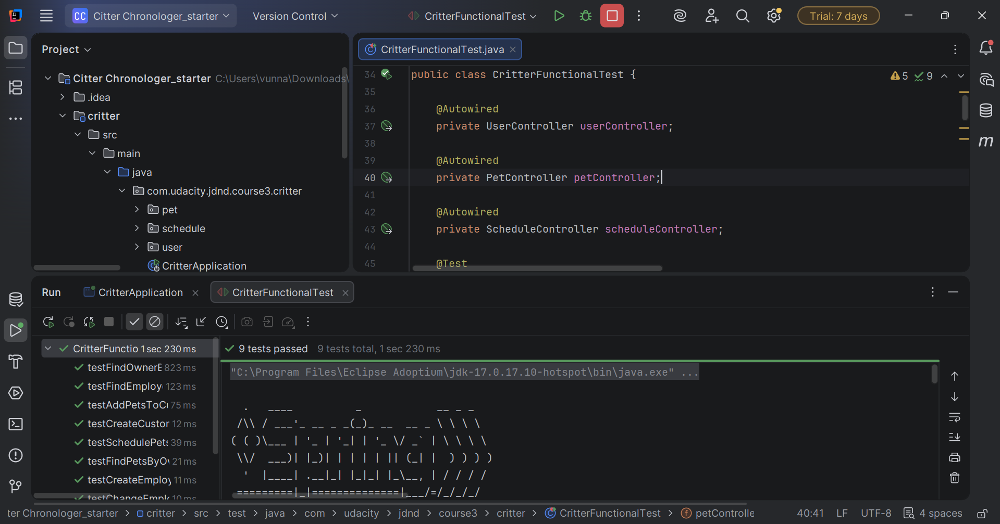 CC Citter Chronologer_starter Version Control CritterFunctionalTest Trial: 7 days
Project
Citter Chronologer_starter C:\Users\vunna\Downloads\
.idea
critter
src
main
java
com.udacity.jdnd.course3.critter
pet
schedule
user
CritterApplication
CritterFunctionalTest.java
5 9
34 public class CritterFunctionalTest {
35
36 @Autowired
37 private UserController userController;
38
39 @Autowired
40 private PetController petController;
41
42 @Autowired
43 private ScheduleController scheduleController;
44
45 @Test
Run CritterApplication CritterFunctionalTest
CritterFunctio 1 sec 230 ms
testFindOwnerB 823 ms
testFindEmploy 123 ms
testAddPetsToCu 75 ms
testCreateCustor 12 ms
testSchedulePets 39 ms
testFindPetsByOw 21 ms
testCreateEmploy 11 ms
testChangeEmpl 10 ms
9 tests passed 9 tests total, 1 sec 230 ms
"C:\Program Files\Eclipse Adoptium\jdk-17.0.17.10-hotspot\bin\java.exe" ...
  .   ____          _            __ _ _
 /\\ / ___'_ __ _ _(_)_ __  __ _ \ \ \ \
( ( )\___ | '_ | '_| | '_ \/ _` | \ \ \ \
 \\/  ___)| |_)| | | | | || (_| |  ) ) ) )
  '  |____| .__|_| |_|_| |_\__, | / / / /
 =========|_|==============|___/=/_/_/_/
ter Chronologer_starter > critter > src > test > java > com > udacity > jdnd > course3 > critter > CritterFunctionalTest > petControlle 40:41 LF UTF-8 4 spaces